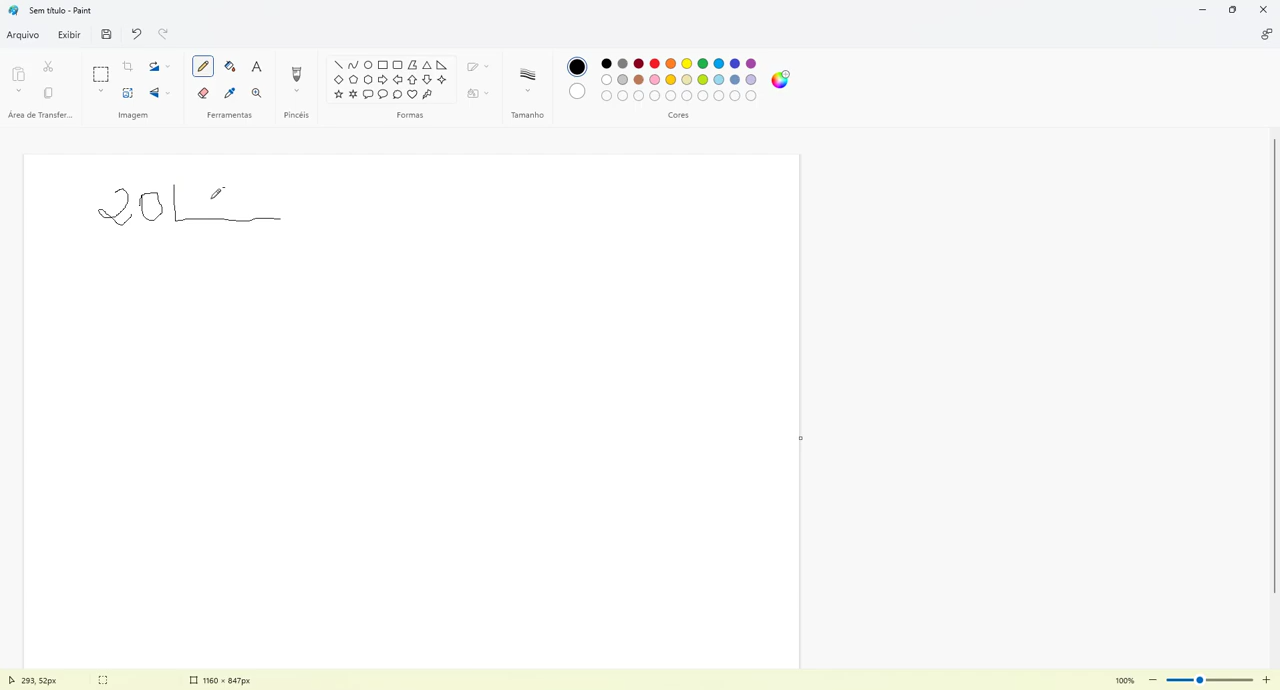 Sem título - Paint
Arquivo Exibir
Área de Transfer... Imagem Ferramentas Pincéis Formas Tamanho Cores
20
293, 52px 1160 × 847px 100%